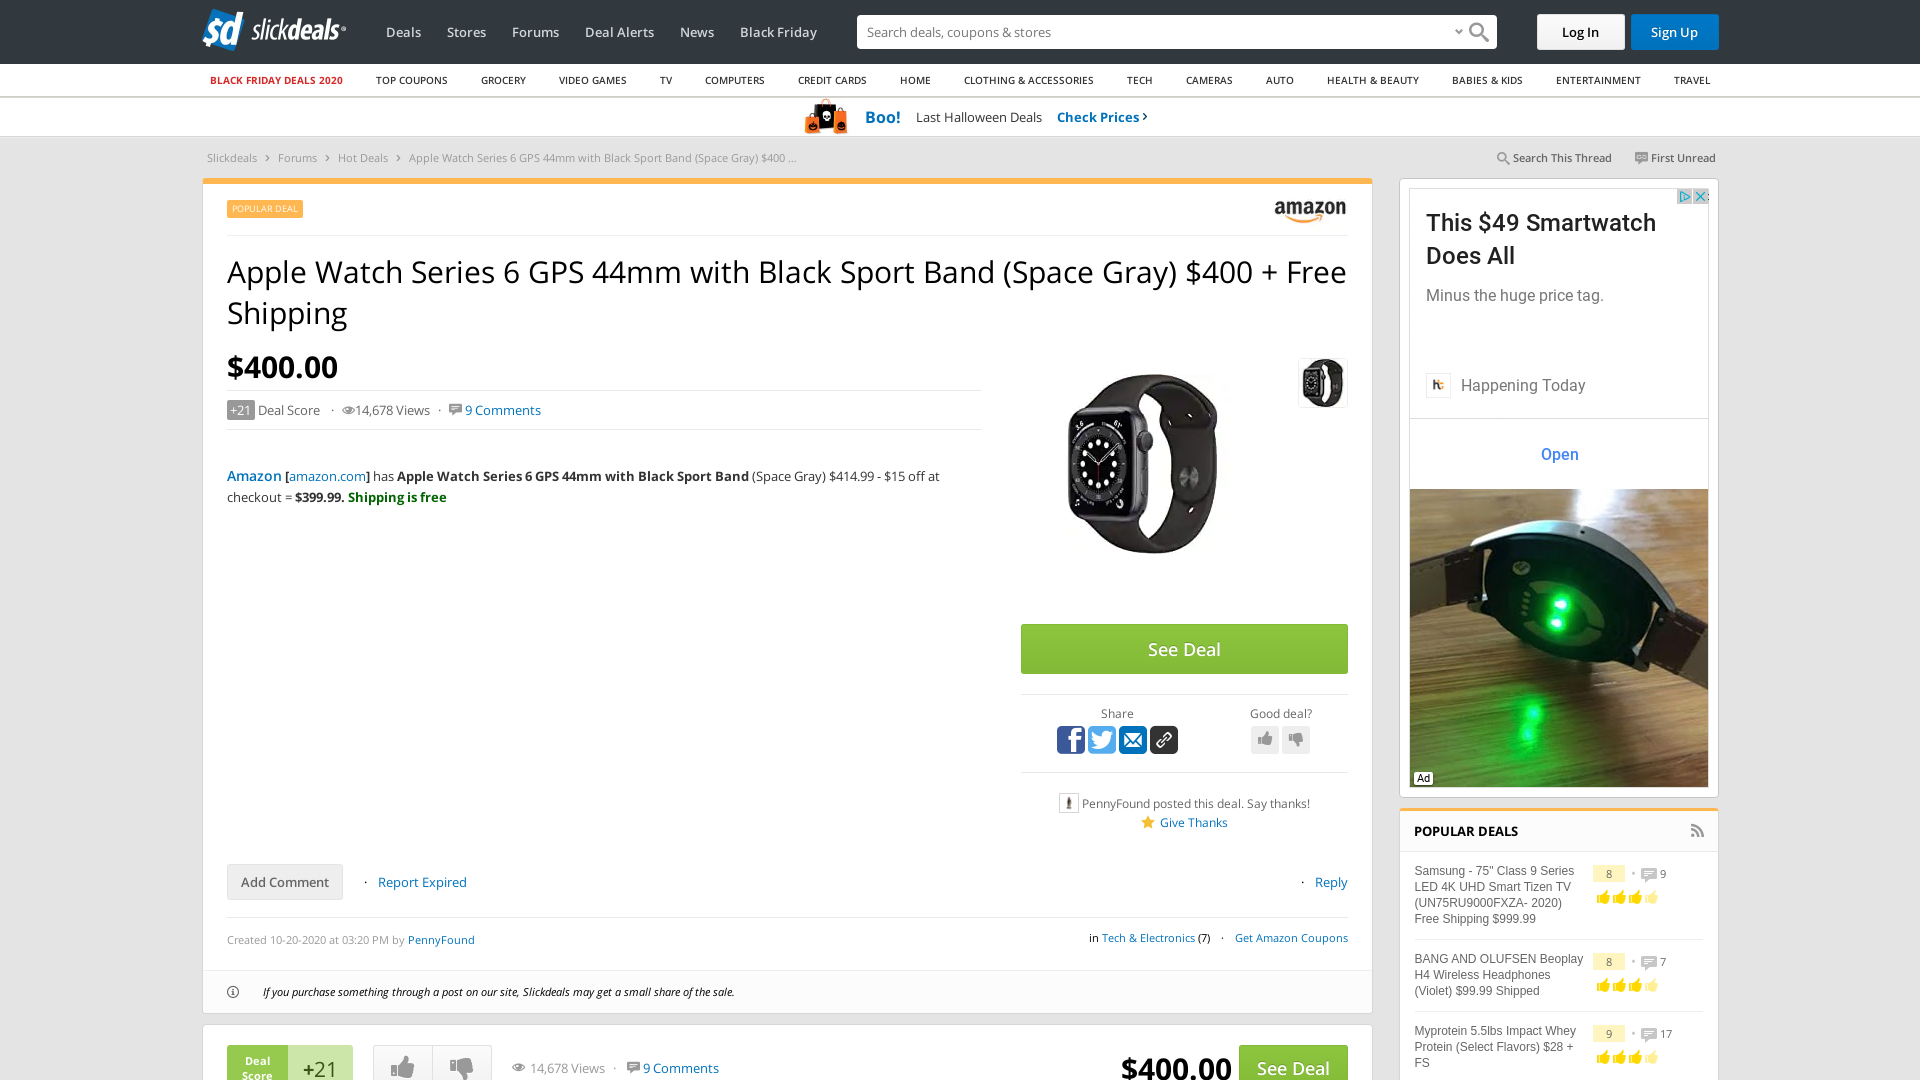 slickdeals
Deals
Stores
Forums
Deal Alerts
News
Black Friday
Search deals, coupons & stores
Log In
Sign Up
BLACK FRIDAY DEALS 2020
TOP COUPONS
GROCERY
VIDEO GAMES
TV
COMPUTERS
CREDIT CARDS
HOME
CLOTHING & ACCESSORIES
TECH
CAMERAS
AUTO
HEALTH & BEAUTY
BABIES & KIDS
ENTERTAINMENT
TRAVEL
Boo! Last Halloween Deals Check Prices
Slickdeals › Forums › Hot Deals › Apple Watch Series 6 GPS 44mm with Black Sport Band (Space Gray) $400 ...
Search This Thread
First Unread
POPULAR DEAL
amazon
Apple Watch Series 6 GPS 44mm with Black Sport Band (Space Gray) $400 + Free
Shipping
$400.00
+21 Deal Score · 14,678 Views · 9 Comments
Amazon [amazon.com] has Apple Watch Series 6 GPS 44mm with Black Sport Band (Space Gray) $414.99 - $15 off at
checkout = $399.99. Shipping is free
See Deal
Share
Good deal?
PennyFound posted this deal. Say thanks!
Give Thanks
Add Comment
· Report Expired
· Reply
Created 10-20-2020 at 03:20 PM by PennyFound
in Tech & Electronics (7) · Get Amazon Coupons
If you purchase something through a post on our site, Slickdeals may get a small share of the sale.
Deal
Score
+21
14,678 Views · 9 Comments
$400.00
See Deal
This $49 Smartwatch
Does All
Minus the huge price tag.
Happening Today
Open
Ad
POPULAR DEALS
Samsung - 75" Class 9 Series
LED 4K UHD Smart Tizen TV
(UN75RU9000FXZA- 2020)
Free Shipping $999.99
8 · 9
BANG AND OLUFSEN Beoplay
H4 Wireless Headphones
(Violet) $99.99 Shipped
8 · 7
Myprotein 5.5lbs Impact Whey
Protein (Select Flavors) $28 +
FS
9 · 17